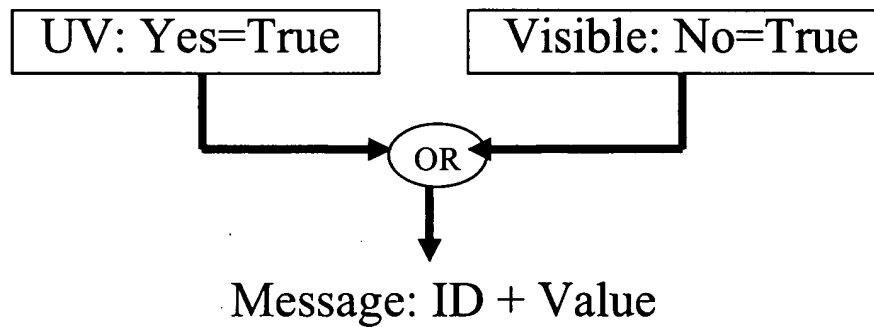 UV: Yes=True
Visible: No=True
OR
Message: ID + Value